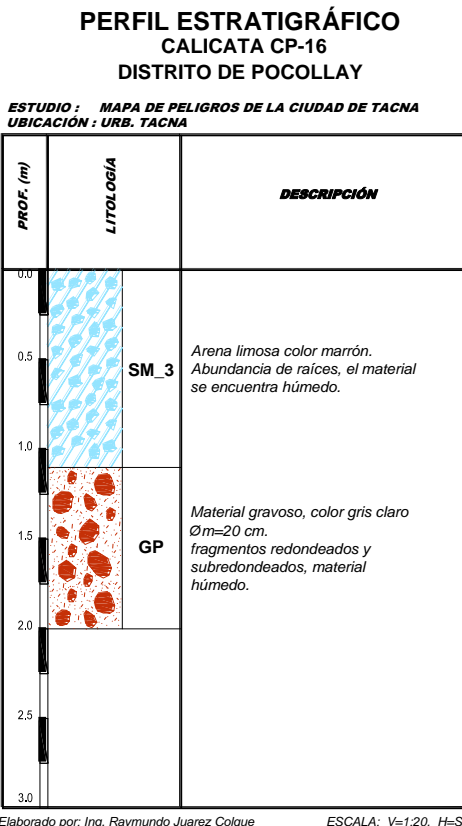 PERFIL ESTRATIGRÁFICO
CALICATA CP-16
DISTRITO DE POCOLLAY
ESTUDIO : MAPA DE PELIGROS DE LA CIUDAD DE TACNA
UBICACIÓN : URB. TACNA
PROF. (m)
LITOLOGÍA
DESCRIPCIÓN
0.0
0.5
SM_3
Arena limosa color marrón.
Abundancia de raíces, el material
se encuentra húmedo.
1.0
1.5
GP
Material gravoso, color gris claro
Øm=20 cm.
fragmentos redondeados y
subredondeados, material
húmedo.
2.0
2.5
3.0
Elaborado por: Ing. Raymundo Juarez Colque ESCALA: V=1:20, H=S